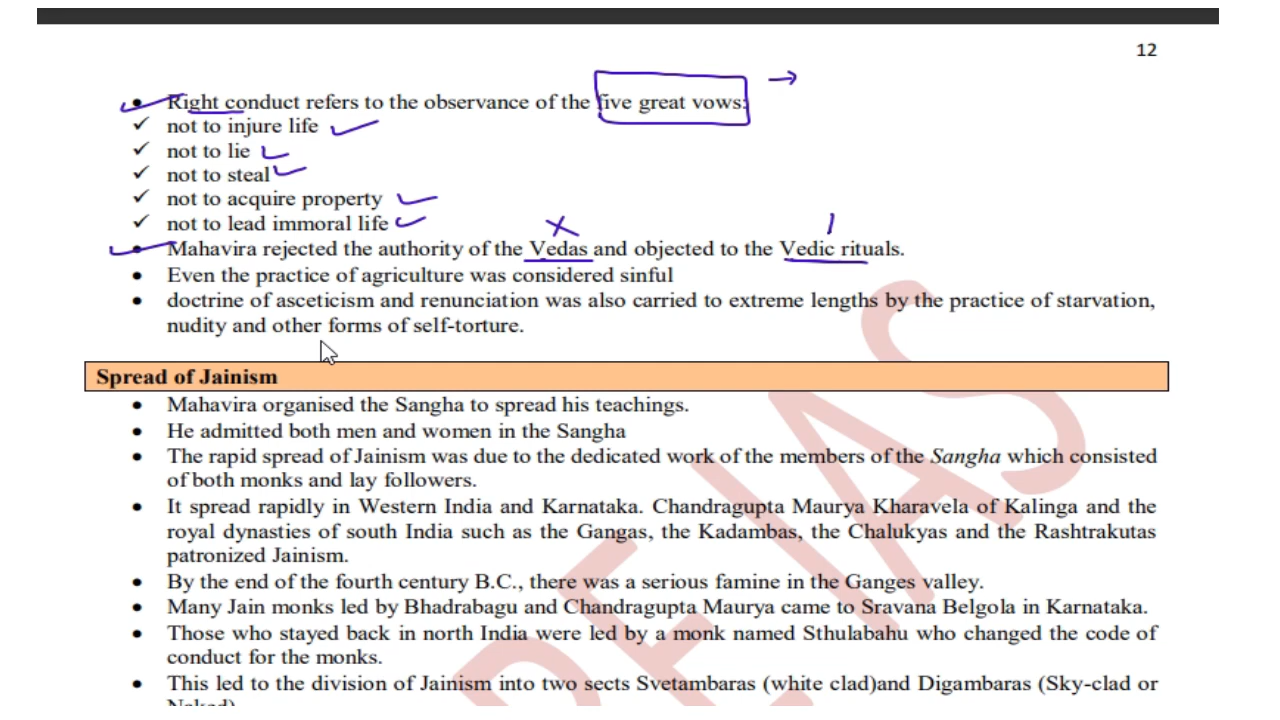 12
• Right conduct refers to the observance of the five great vows:
✓ not to injure life
✓ not to lie
✓ not to steal
✓ not to acquire property
✓ not to lead immoral life
• Mahavira rejected the authority of the Vedas and objected to the Vedic rituals.
• Even the practice of agriculture was considered sinful
• doctrine of asceticism and renunciation was also carried to extreme lengths by the practice of starvation,
nudity and other forms of self-torture.
Spread of Jainism
• Mahavira organised the Sangha to spread his teachings.
• He admitted both men and women in the Sangha
• The rapid spread of Jainism was due to the dedicated work of the members of the Sangha which consisted
of both monks and lay followers.
• It spread rapidly in Western India and Karnataka. Chandragupta Maurya Kharavela of Kalinga and the
royal dynasties of south India such as the Gangas, the Kadambas, the Chalukyas and the Rashtrakutas
patronized Jainism.
• By the end of the fourth century B.C., there was a serious famine in the Ganges valley.
• Many Jain monks led by Bhadrabagu and Chandragupta Maurya came to Sravana Belgola in Karnataka.
• Those who stayed back in north India were led by a monk named Sthulabahu who changed the code of
conduct for the monks.
• This led to the division of Jainism into two sects Svetambaras (white clad)and Digambaras (Sky-clad or
Naked)